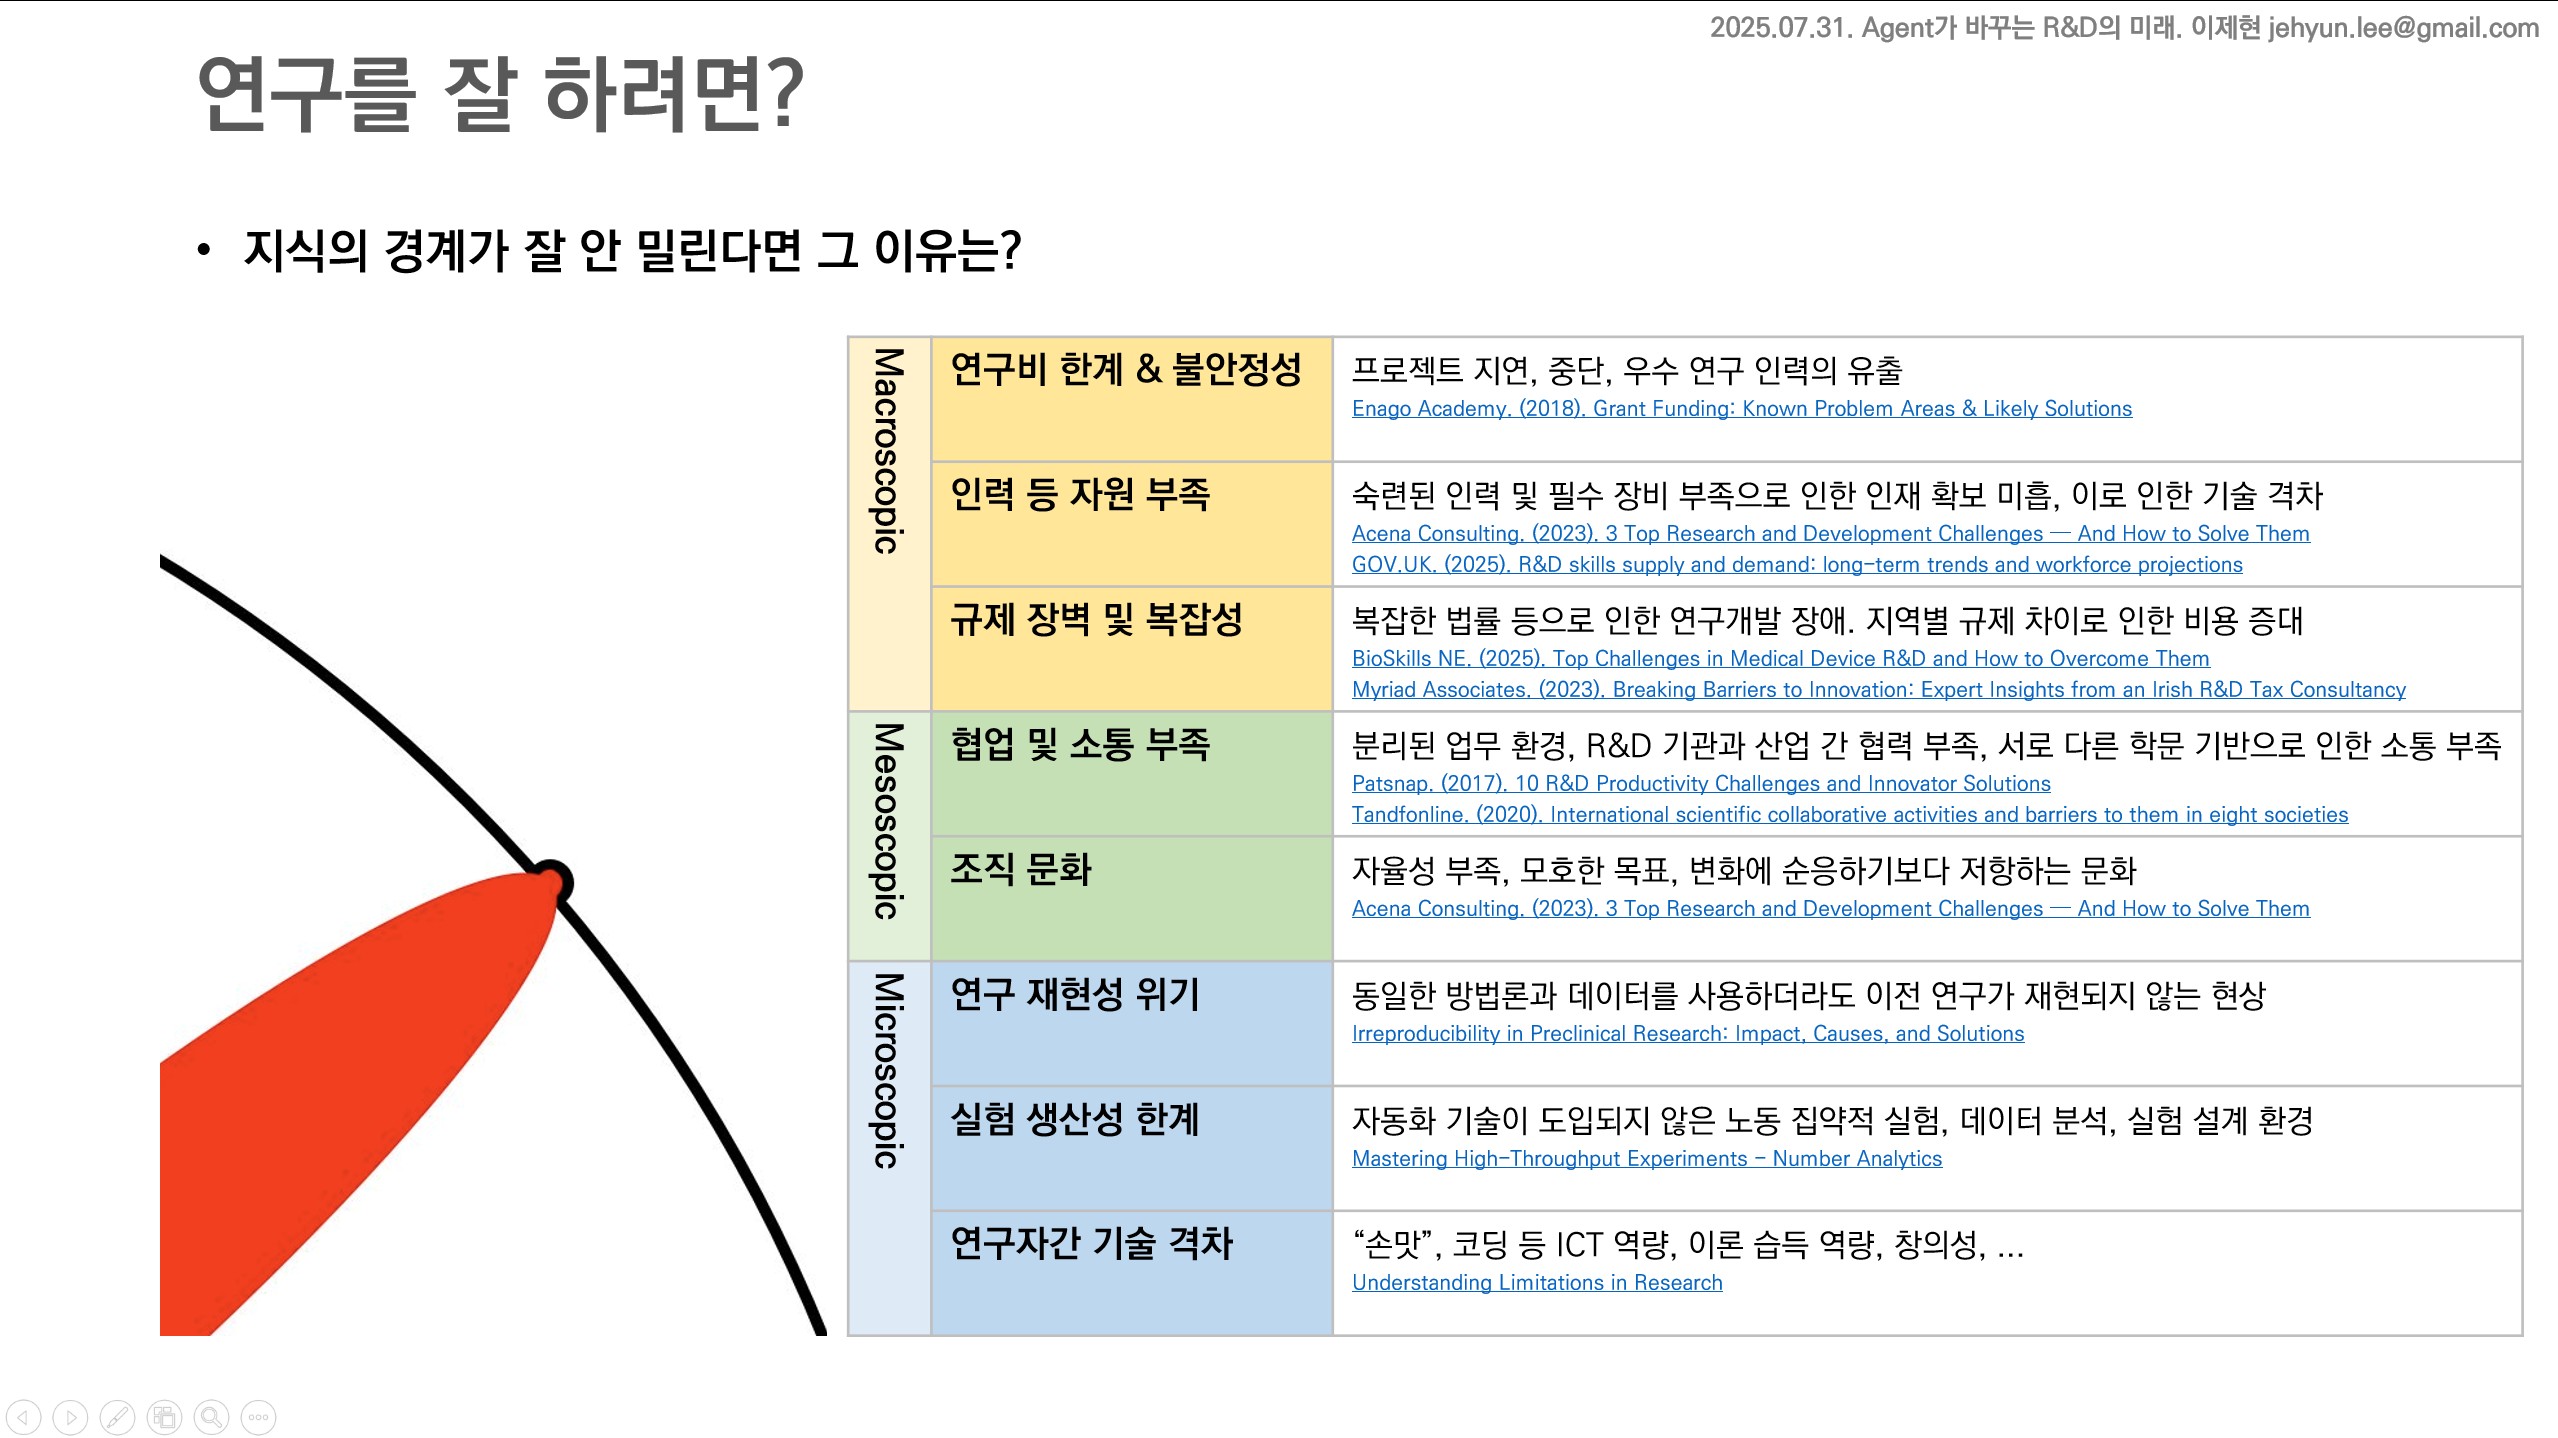 2025.07.31. Agent가 바꾸는 R&D의 미래. 이제현 jehyun.lee@gmail.com
연구를 잘 하려면?
• 지식의 경계가 잘 안 밀린다면 그 이유는?
Macroscopic
연구비 한계 & 불안정성
프로젝트 지연, 중단, 우수 연구 인력의 유출
Enago Academy. (2018). Grant Funding: Known Problem Areas & Likely Solutions
인력 등 자원 부족
숙련된 인력 및 필수 장비 부족으로 인한 인재 확보 미흡, 이로 인한 기술 격차
Acena Consulting. (2023). 3 Top Research and Development Challenges — And How to Solve Them
GOV.UK. (2025). R&D skills supply and demand: long-term trends and workforce projections
규제 장벽 및 복잡성
복잡한 법률 등으로 인한 연구개발 장애. 지역별 규제 차이로 인한 비용 증대
BioSkills NE. (2025). Top Challenges in Medical Device R&D and How to Overcome Them
Myriad Associates. (2023). Breaking Barriers to Innovation: Expert Insights from an Irish R&D Tax Consultancy
Mesoscopic
협업 및 소통 부족
분리된 업무 환경, R&D 기관과 산업 간 협력 부족, 서로 다른 학문 기반으로 인한 소통 부족
Patsnap. (2017). 10 R&D Productivity Challenges and Innovator Solutions
Tandfonline. (2020). International scientific collaborative activities and barriers to them in eight societies
조직 문화
자율성 부족, 모호한 목표, 변화에 순응하기보다 저항하는 문화
Acena Consulting. (2023). 3 Top Research and Development Challenges — And How to Solve Them
Microscopic
연구 재현성 위기
동일한 방법론과 데이터를 사용하더라도 이전 연구가 재현되지 않는 현상
Irreproducibility in Preclinical Research: Impact, Causes, and Solutions
실험 생산성 한계
자동화 기술이 도입되지 않은 노동 집약적 실험, 데이터 분석, 실험 설계 환경
Mastering High-Throughput Experiments - Number Analytics
연구자간 기술 격차
“손맛”, 코딩 등 ICT 역량, 이론 습득 역량, 창의성, ...
Understanding Limitations in Research